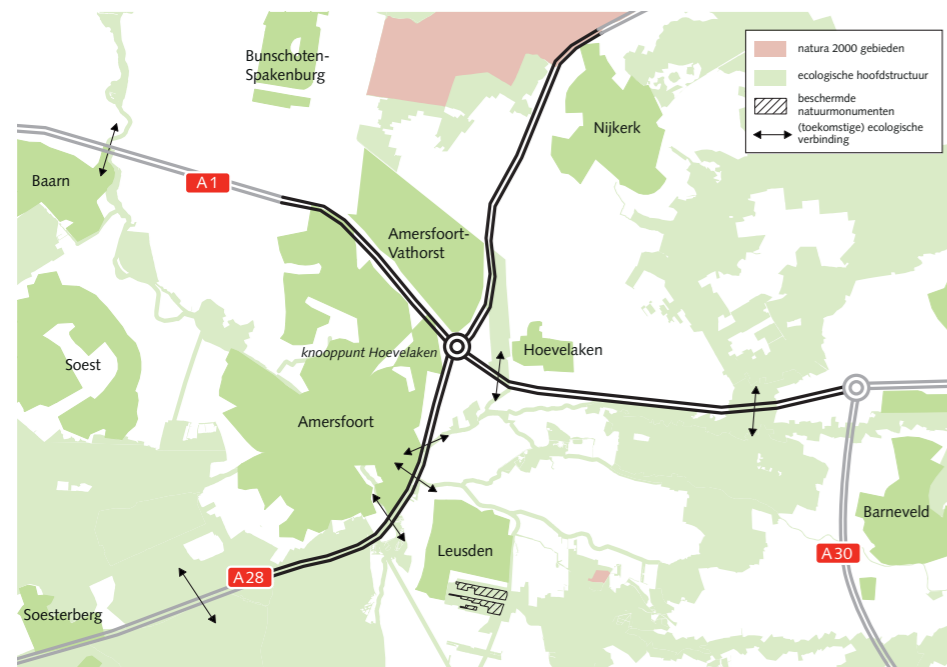 Bunschoten-
Spakenburg
natura 2000 gebieden
ecologische hoofdstructuur
beschermde
natuurmonumenten
(toekomstige) ecologische
verbinding
Nijkerk
Baarn
A1
Amersfoort-
Vathorst
knooppunt Hoevelaken
Hoevelaken
Soest
Amersfoort
Barneveld
Leusden
A30
A28
Soesterberg